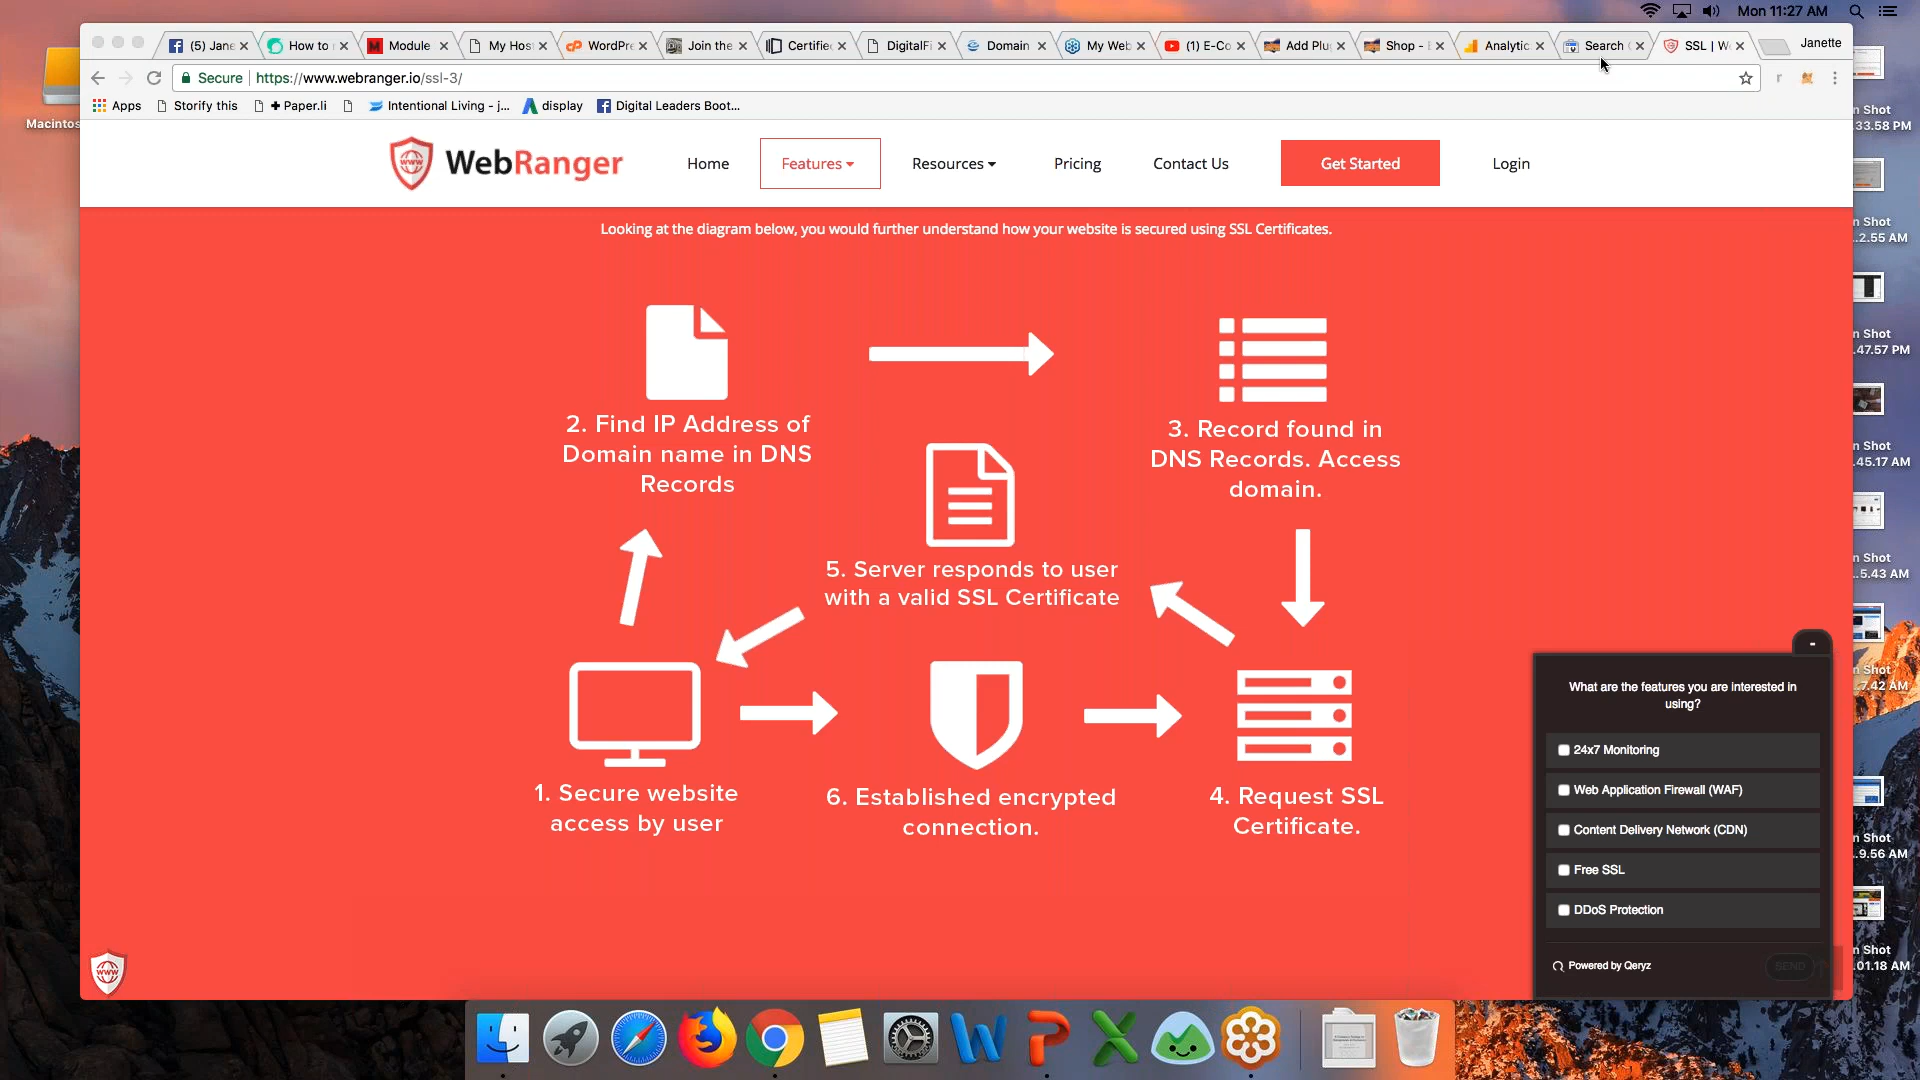 Mon 11:27 AM
(5) Jane
How to
Module
My Hos
WordPre
Join the
Certifie
DigitalFi
Domain
My Web
(1) E-Co
Add Plu
Shop -
Analytic
Search
SSL | W
Janette
Secure
https://www.webranger.io/ssl-3/
Apps
Storify this
+ Paper.li
Intentional Living - j...
display
Digital Leaders Boot...
Macintos
WebRanger
Home
Features
Resources
Pricing
Contact Us
Get Started
Login
Looking at the diagram below, you would further understand how your website is secured using SSL Certificates.
2. Find IP Address of
Domain name in DNS
Records
3. Record found in
DNS Records. Access
domain.
5. Server responds to user
with a valid SSL Certificate
1. Secure website
access by user
6. Established encrypted
connection.
4. Request SSL
Certificate.
What are the features you are interested in
using?
24x7 Monitoring
Web Application Firewall (WAF)
Content Delivery Network (CDN)
Free SSL
DDoS Protection
Powered by Qeryz
SEND
n Shot
.33.58 PM
n Shot
..2.55 AM
n Shot
.47.57 PM
n Shot
.45.17 AM
n Shot
..5.43 AM
n Shot
..7.42 AM
n Shot
..9.56 AM
n Shot
.01.18 AM